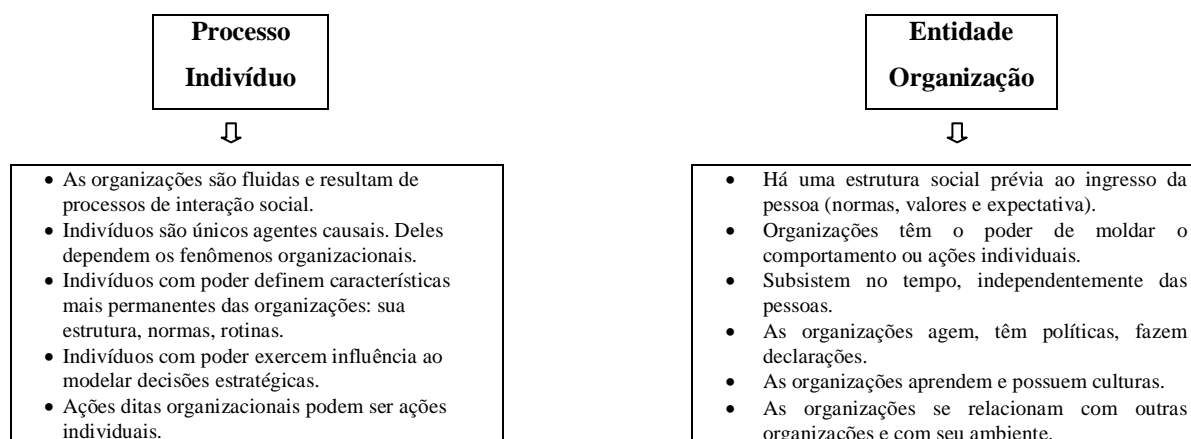 Processo
Indivíduo
• As organizações são fluidas e resultam de
processos de interação social.
• Indivíduos são únicos agentes causais. Deles
dependem os fenômenos organizacionais.
• Indivíduos com poder definem características
mais permanentes das organizações: sua
estrutura, normas, rotinas.
• Indivíduos com poder exercem influência ao
modelar decisões estratégicas.
• Ações ditas organizacionais podem ser ações
individuais.
Entidade
Organização
• Há uma estrutura social prévia ao ingresso da
pessoa (normas, valores e expectativa).
• Organizações têm o poder de moldar o
comportamento ou ações individuais.
• Subsistem no tempo, independentemente das
pessoas.
• As organizações agem, têm políticas, fazem
declarações.
• As organizações aprendem e possuem culturas.
• As organizações se relacionam com outras
organizações e com seu ambiente.